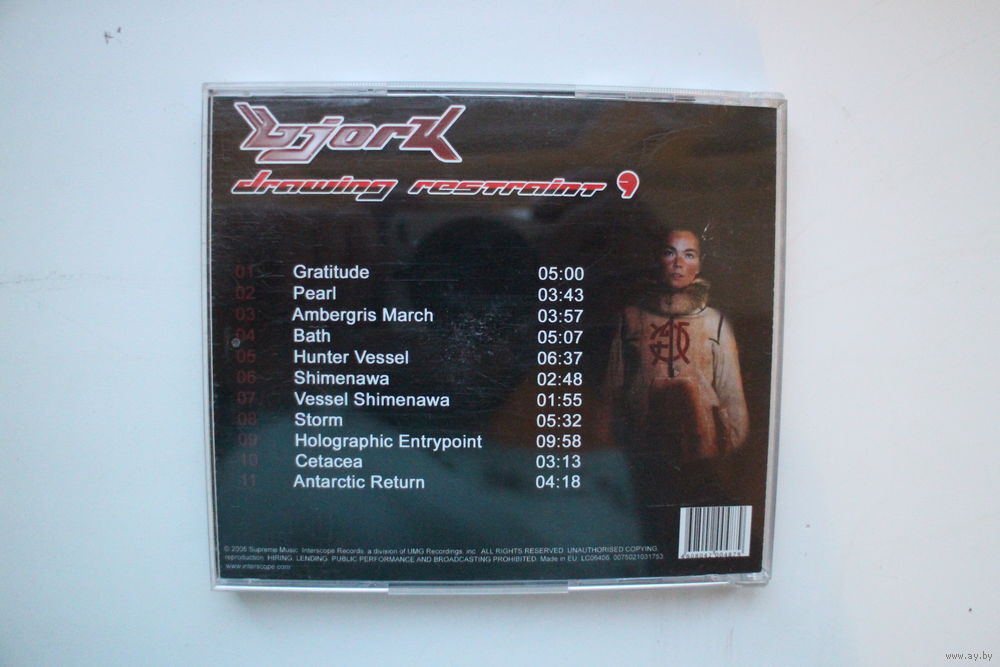 bjork
drawing restraint 9
01 Gratitude 05:00
02 Pearl 03:43
03 Ambergris March 03:57
04 Bath 05:07
05 Hunter Vessel 06:37
06 Shimenawa 02:48
07 Vessel Shimenawa 01:55
08 Storm 05:32
09 Holographic Entrypoint 09:58
10 Cetacea 03:13
11 Antarctic Return 04:18
© 2005 Supreme Music. Interscope Records, a division of UMG Recordings, inc. ALL RIGHTS RESERVED. UNAUTHORISED COPYING,
reproduction, HIRING, LENDING, PUBLIC PERFORMANCE AND BROADCASTING PROHIBITED. Made in EU. LC06406. 0075021031753.
www.interscope.com
www.ay.by